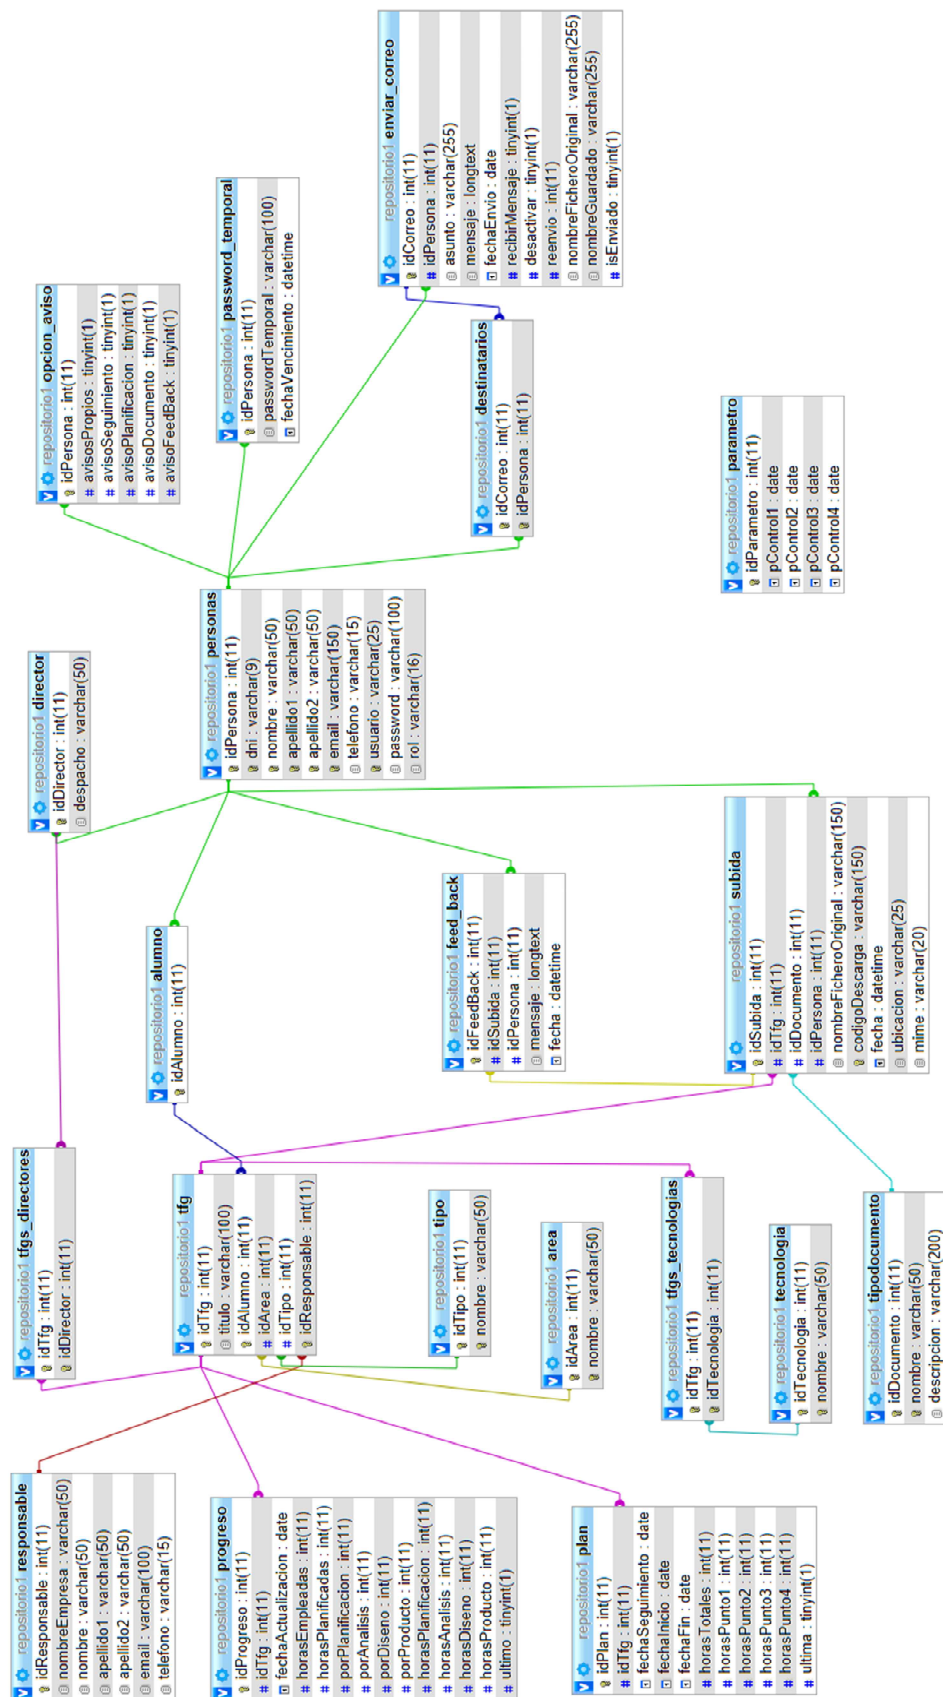 repositorio1 responsable
idResponsable : int(11)
nombreEmpresa : varchar(50)
nombre : varchar(50)
apellido1 : varchar(50)
apellido2 : varchar(50)
email : varchar(100)
telefono : varchar(15)
repositorio1 progreso
idProgreso : int(11)
idTfg : int(11)
fechaActualizacion : date
horasEmpleadas : int(11)
horasPlanificadas : int(11)
porPlanificacion : int(11)
porAnalisis : int(11)
porDiseno : int(11)
porProducto : int(11)
horasPlanificacion : int(11)
horasAnalisis : int(11)
horasDiseno : int(11)
horasProducto : int(11)
ultimo : tinyint(1)
repositorio1 plan
idPlan : int(11)
idTfg : int(11)
fechaSeguimiento : date
fechaInicio : date
fechaFin : date
horasTotales : int(11)
horasPunto1 : int(11)
horasPunto2 : int(11)
horasPunto3 : int(11)
horasPunto4 : int(11)
ultima : tinyint(1)
repositorio1 tfgs_directores
idTfg : int(11)
idDirector : int(11)
repositorio1 tfg
idTfg : int(11)
titulo : varchar(100)
idAlumno : int(11)
idArea : int(11)
idTipo : int(11)
idResponsable : int(11)
repositorio1 tipo
idTipo : int(11)
nombre : varchar(50)
repositorio1 area
idArea : int(11)
nombre : varchar(50)
repositorio1 tfgs_tecnologias
idTfg : int(11)
idTecnologia : int(11)
repositorio1 tecnologia
idTecnologia : int(11)
nombre : varchar(50)
repositorio1 tipodocumento
idDocumento : int(11)
nombre : varchar(50)
descripcion : varchar(200)
repositorio1 alumno
idAlumno : int(11)
repositorio1 feed_back
idFeedBack : int(11)
idSubida : int(11)
idPersona : int(11)
mensaje : longtext
fecha : datetime
repositorio1 subida
idSubida : int(11)
idTfg : int(11)
idDocumento : int(11)
idPersona : int(11)
nombreFicheroOriginal : varchar(150)
codigoDescarga : varchar(150)
fecha : datetime
ubicacion : varchar(25)
mime : varchar(20)
repositorio1 director
idDirector : int(11)
despacho : varchar(50)
repositorio1 personas
idPersona : int(11)
dni : varchar(9)
nombre : varchar(50)
apellido1 : varchar(50)
apellido2 : varchar(50)
email : varchar(150)
telefono : varchar(15)
usuario : varchar(25)
password : varchar(100)
rol : varchar(16)
repositorio1 parametro
idParametro : int(11)
pControl1 : date
pControl2 : date
pControl3 : date
pControl4 : date
repositorio1 opcion_aviso
idPersona : int(11)
avisosPropios : tinyint(1)
avisoSeguimiento : tinyint(1)
avisoPlanificacion : tinyint(1)
avisoDocumento : tinyint(1)
avisoFeedBack : tinyint(1)
repositorio1 password_temporal
idPersona : int(11)
passwordTemporal : varchar(100)
fechaVencimiento : datetime
repositorio1 destinatarios
idCorreo : int(11)
idPersona : int(11)
repositorio1 enviar_correo
idCorreo : int(11)
idPersona : int(11)
asunto : varchar(255)
mensaje : longtext
fechaEnvio : date
recibirMensaje : tinyint(1)
desactivar : tinyint(1)
reenvio : int(11)
nombreFicheroOriginal : varchar(255)
nombreGuardado : varchar(255)
isEnviado : tinyint(1)